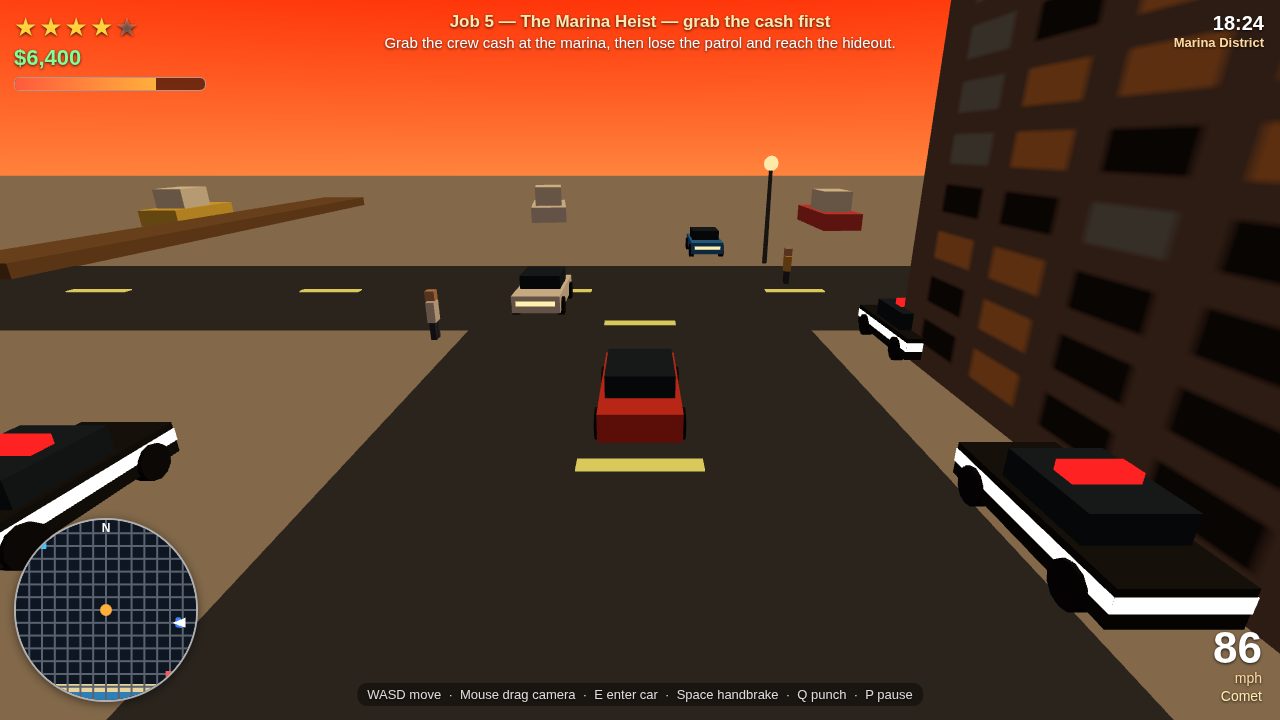 Job 5 — The Marina Heist — grab the cash first
Grab the crew cash at the marina, then lose the patrol and reach the hideout.
$6,400
18:24
Marina District
N
86
mph
Comet
WASD move · Mouse drag camera · E enter car · Space handbrake · Q punch · P pause